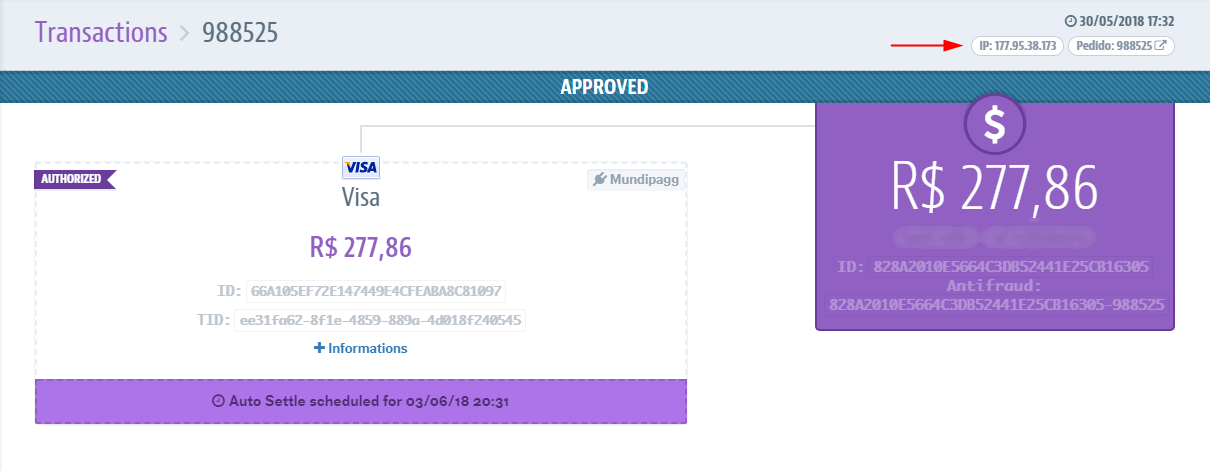 Transactions > 988525
30/05/2018 17:32
IP: 177.95.38.173 Pedido: 988525
APPROVED
AUTHORIZED
VISA
Mundipagg
Visa
R$ 277,86
ID: 66A105EF72E147449E4CFEABA8C81097
TID: ee31fa62-8f1e-4859-889a-4d018f240545
+ Informations
Auto Settle scheduled for 03/06/18 20:31
$
R$ 277,86
ID: 828A2010E5664C3DB52441E25CB16305
Antifraud:
828A2010E5664C3DB52441E25CB16305-988525